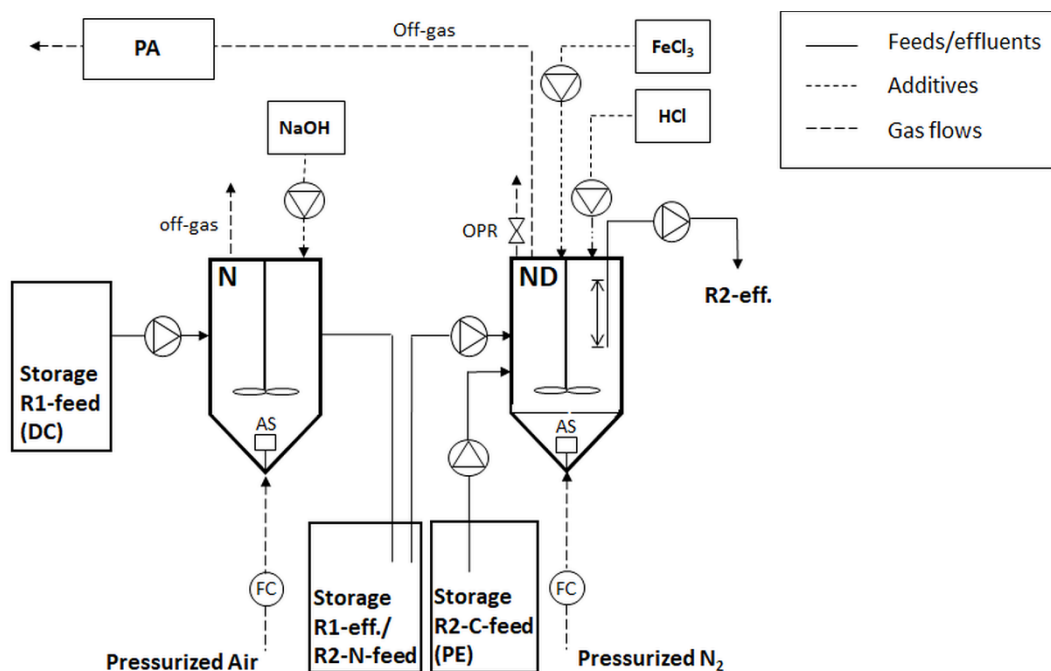 PA
Off-gas
FeCl₃
HCl
Feeds/effluents
Additives
Gas flows
NaOH
off-gas
OPR
N
ND
R2-eff.
Storage
R1-feed
(DC)
AS
AS
FC
FC
Storage
R1-eff./
R2-N-feed
Storage
R2-C-feed
(PE)
Pressurized Air
Pressurized N₂